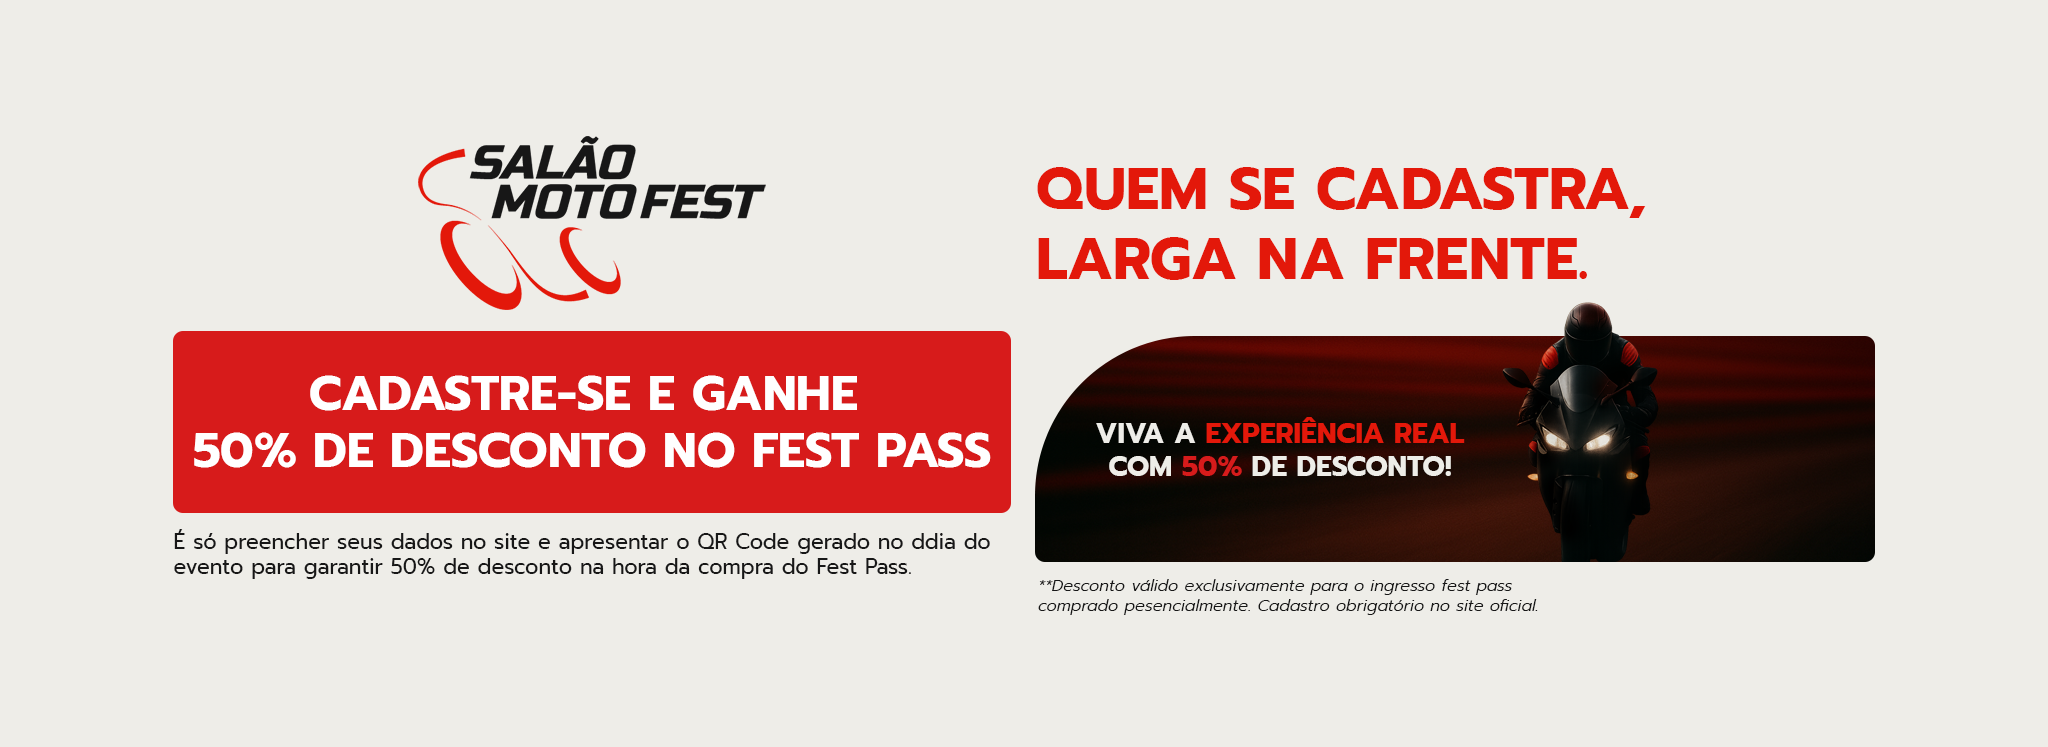 SALÃO
MOTO FEST
CADASTRE-SE E GANHE
50% DE DESCONTO NO FEST PASS
É só preencher seus dados no site e apresentar o QR Code gerado no ddia do
evento para garantir 50% de desconto na hora da compra do Fest Pass.
QUEM SE CADASTRA,
LARGA NA FRENTE.
VIVA A EXPERIÊNCIA REAL
COM 50% DE DESCONTO!
**Desconto válido exclusivamente para o ingresso fest pass
comprado pesencialmente. Cadastro obrigatório no site oficial.